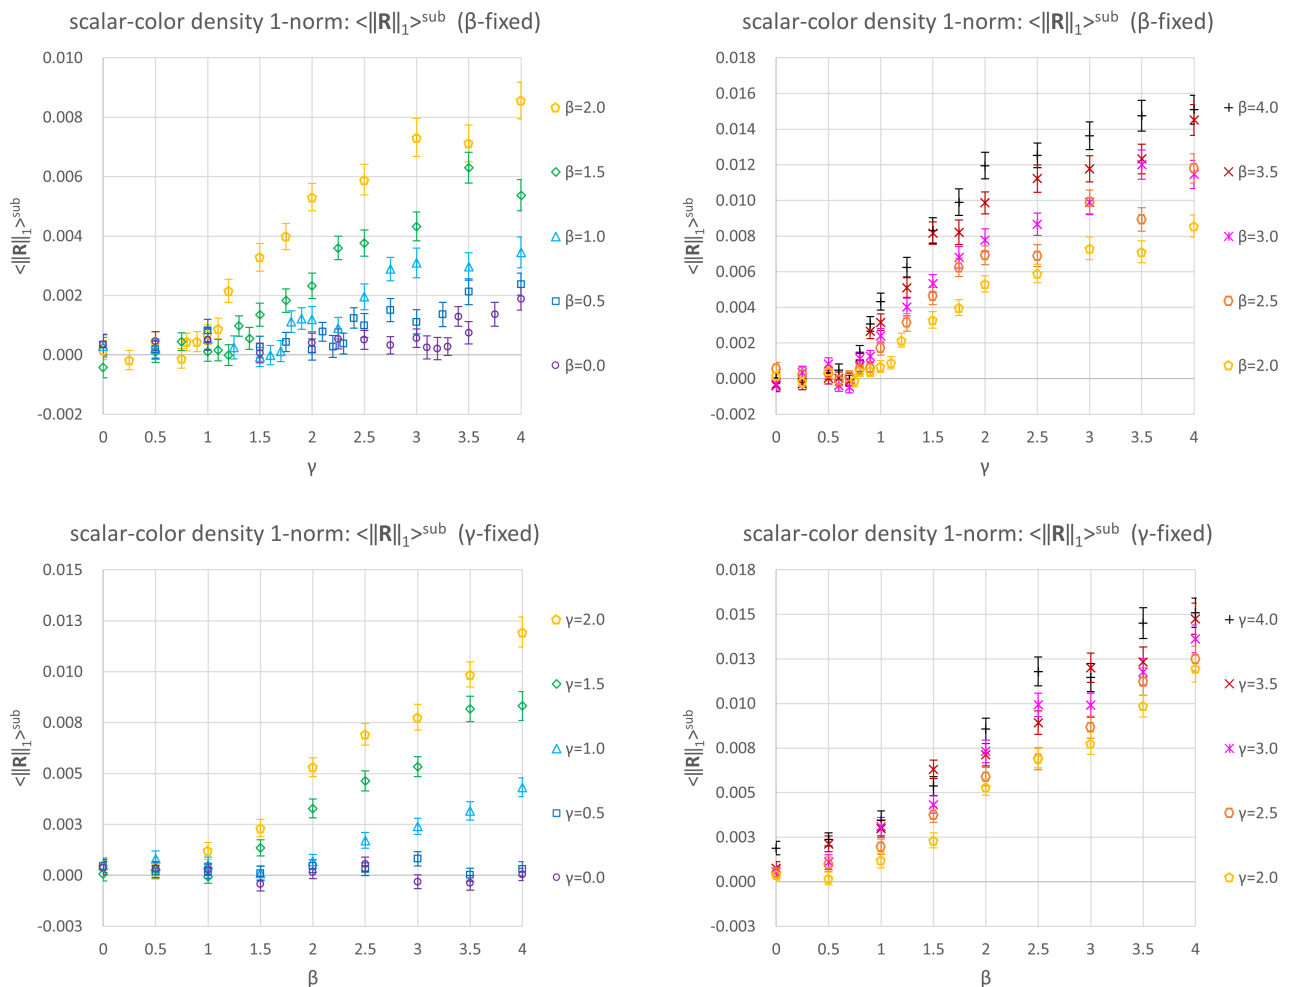 scalar-color density 1-norm: <‖R‖₁>ˢᵘᵇ (β-fixed)
0.010
0.008
0.006
0.004
0.002
0.000
-0.002
<‖R‖₁>ˢᵘᵇ
0 0.5 1 1.5 2 2.5 3 3.5 4
γ
β=2.0
β=1.5
β=1.0
β=0.5
β=0.0
scalar-color density 1-norm: <‖R‖₁>ˢᵘᵇ (β-fixed)
0.018
0.016
0.014
0.012
0.010
0.008
0.006
0.004
0.002
0.000
-0.002
<‖R‖₁>ˢᵘᵇ
0 0.5 1 1.5 2 2.5 3 3.5 4
γ
β=4.0
β=3.5
β=3.0
β=2.5
β=2.0
scalar-color density 1-norm: <‖R‖₁>ˢᵘᵇ (γ-fixed)
0.015
0.013
0.010
0.008
0.005
0.003
0.000
-0.003
<‖R‖₁>ˢᵘᵇ
0 0.5 1 1.5 2 2.5 3 3.5 4
β
γ=2.0
γ=1.5
γ=1.0
γ=0.5
γ=0.0
scalar-color density 1-norm: <‖R‖₁>ˢᵘᵇ (γ-fixed)
0.018
0.015
0.013
0.010
0.008
0.005
0.003
0.000
-0.003
<‖R‖₁>ˢᵘᵇ
0 0.5 1 1.5 2 2.5 3 3.5 4
β
γ=4.0
γ=3.5
γ=3.0
γ=2.5
γ=2.0